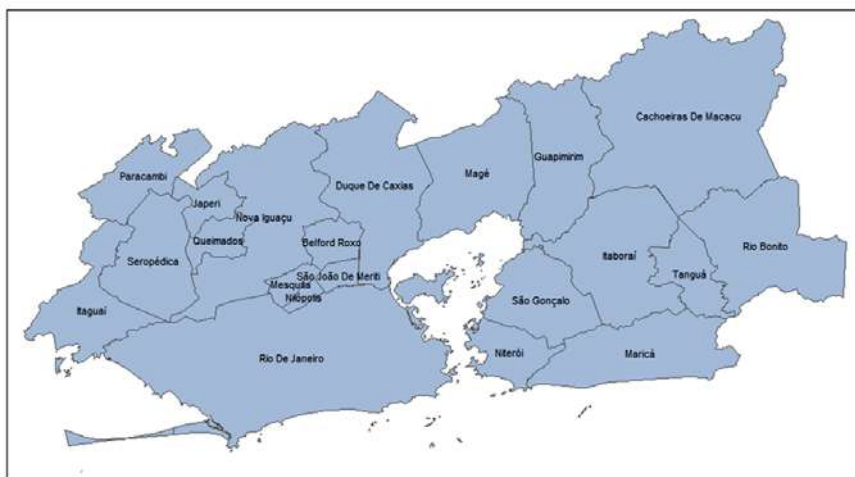 Cachoeiras De Macacu
Guapimirim
Paracambi
Magé
Duque De Caxias
Japeri
Nova Iguaçu
Queimados
Belford Roxo
Rio Bonito
Itaboraí
Seropédica
São João De Meriti
Tanguá
Mesquita
Nilópolis
São Gonçalo
Itaguaí
Niterói
Maricá
Rio De Janeiro